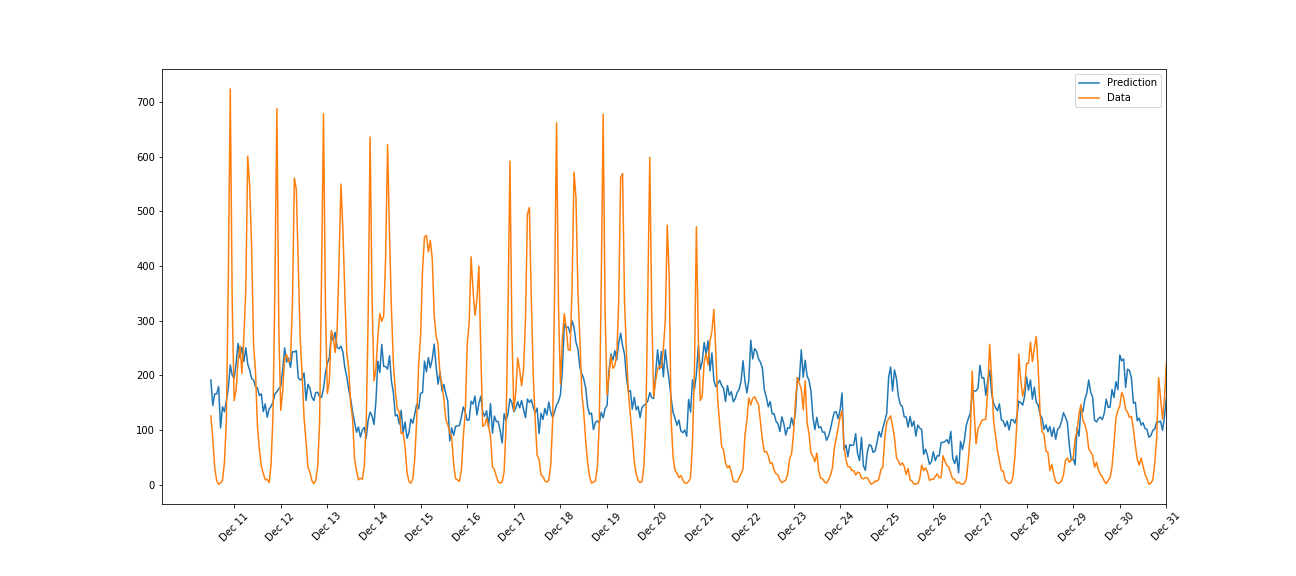 Prediction
Data
700
600
500
400
300
200
100
0
Dec 11
Dec 12
Dec 13
Dec 14
Dec 15
Dec 16
Dec 17
Dec 18
Dec 19
Dec 20
Dec 21
Dec 22
Dec 23
Dec 24
Dec 25
Dec 26
Dec 27
Dec 28
Dec 29
Dec 30
Dec 31